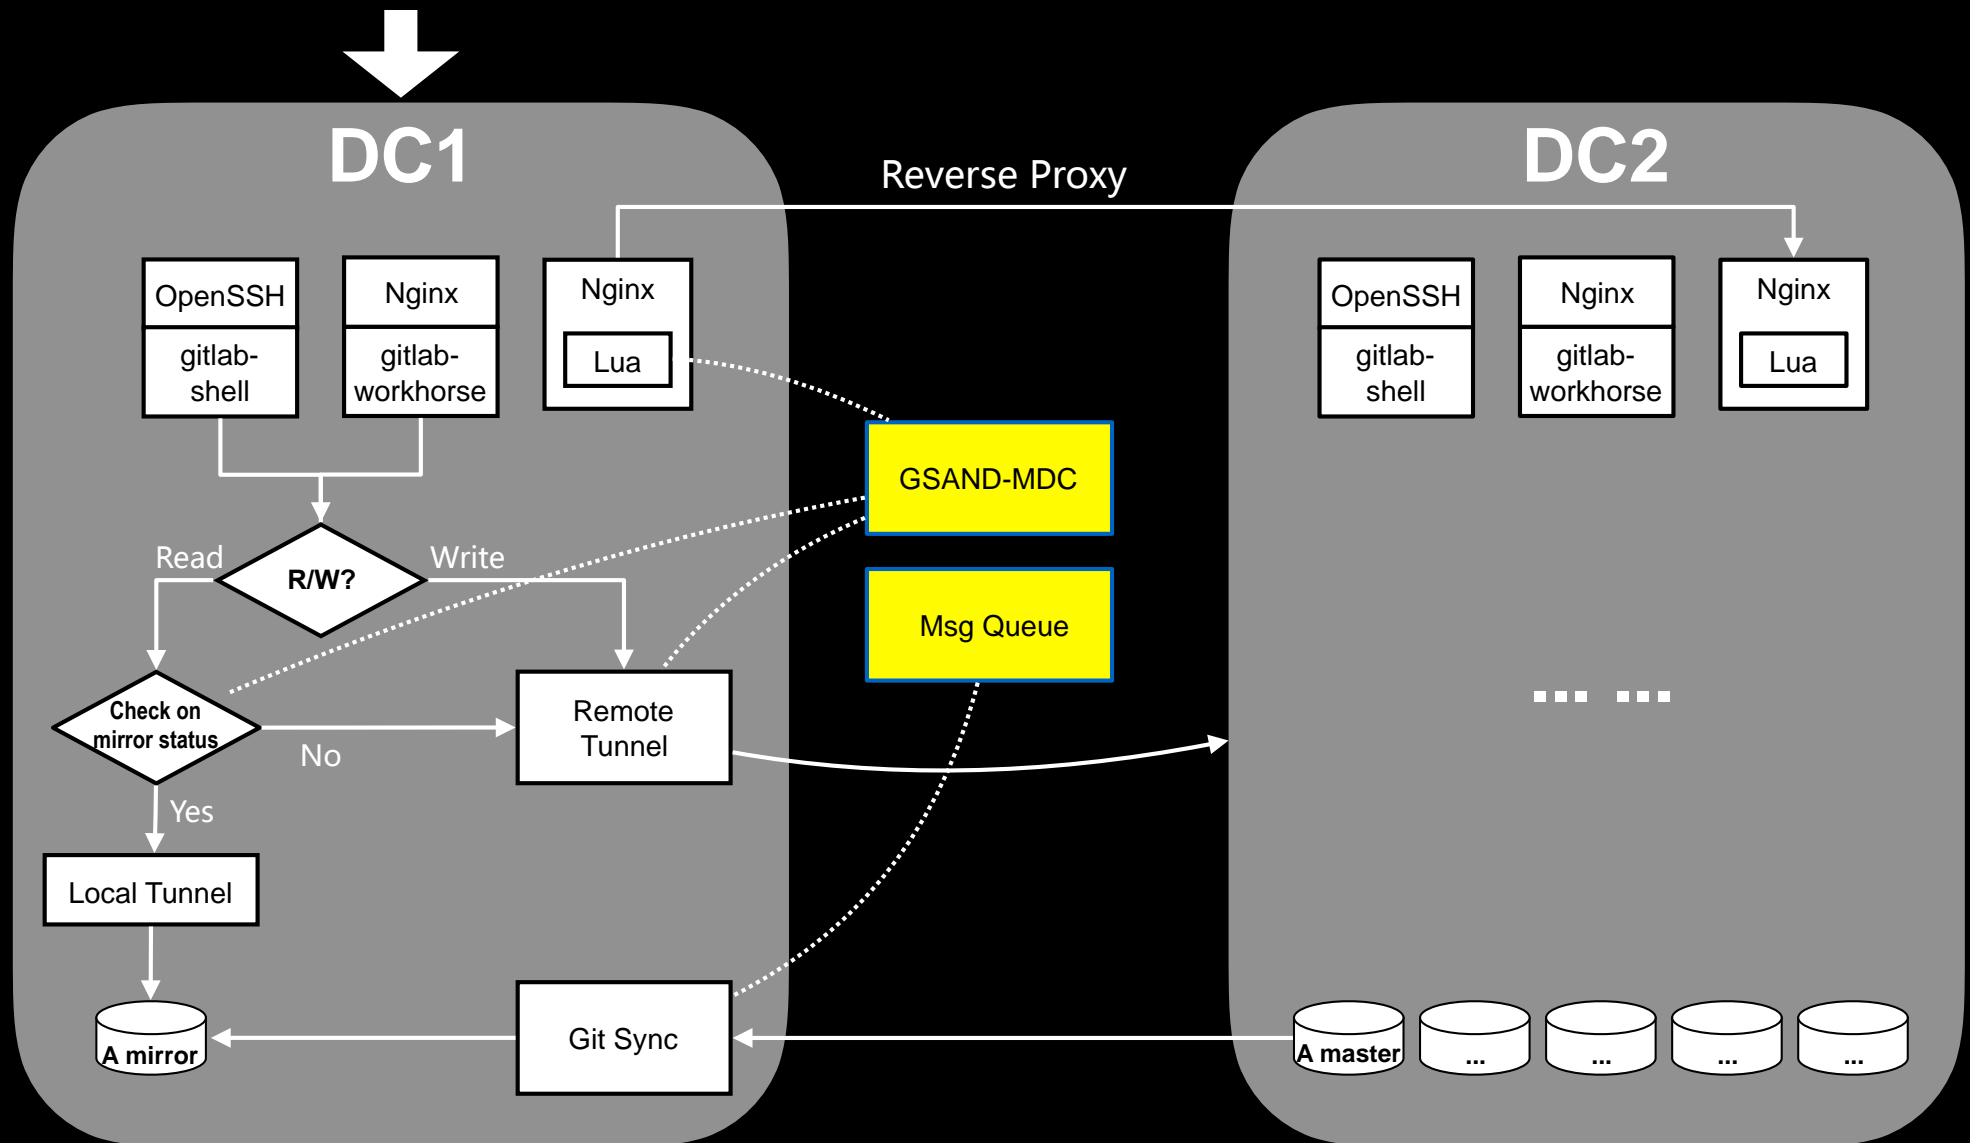 DC1
DC2
Reverse Proxy
OpenSSH
gitlab-
shell
Nginx
gitlab-
workhorse
Nginx
Lua
OpenSSH
gitlab-
shell
Nginx
gitlab-
workhorse
Nginx
Lua
GSAND-MDC
Read
R/W?
Write
Msg Queue
Check on
mirror status
No
Remote
Tunnel
... ...
Yes
Local Tunnel
A mirror
Git Sync
A master
...
...
...
...